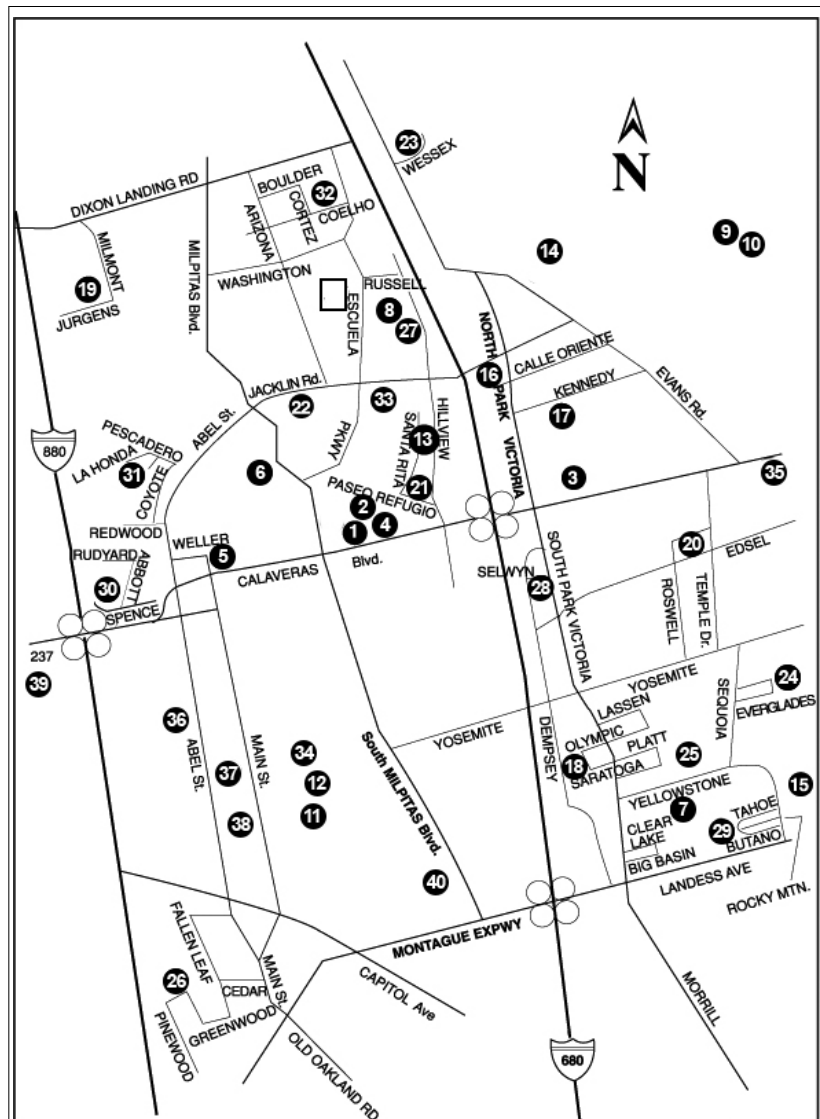 23
WESSEX
N
DIXON LANDING RD
BOULDER
32
CORTEZ
COELHO
ARIZONA
MILMONT
MILPITAS Blvd.
WASHINGTON
9
10
14
19
JURGENS
RUSSELL
ESCUELA
8
27
NORTH PARK VICTORIA
16
CALLE ORIENTE
KENNEDY
EVANS Rd.
JACKLIN Rd.
22
33
17
ABEL St.
HILLVIEW
SANTA RITA
13
PKWY
880
PESCADERO
LA HONDA
31
COYOTE
6
21
3
35
PASEO REFUGIO
2
1
4
REDWOOD
WELLER
5
RUDYARD
ABBOTT
30
SPENCE
CALAVERAS
Blvd.
SELWYN
28
SOUTH PARK VICTORIA
20
EDSEL
ROSWELL
TEMPLE Dr.
237
39
YOSEMITE
YOSEMITE
LASSEN
SEQUOIA
24
EVERGLADES
36
ABEL St.
MAIN St.
37
38
34
12
11
South MILPITAS Blvd.
DEMPSEY
OLYMPIC
PLATT
18
SARATOGA
25
15
YELLOWSTONE
7
TAHOE
29
CLEAR
LAKE
BUTANO
BIG BASIN
LANDESS AVE
ROCKY MTN.
40
MONTAGUE EXPWY
FALLEN LEAF
MAIN St.
26
CEDAR
CAPITOL Ave
PINEWOOD
GREENWOOD
OLD OAKLAND RD
MORRILL
680